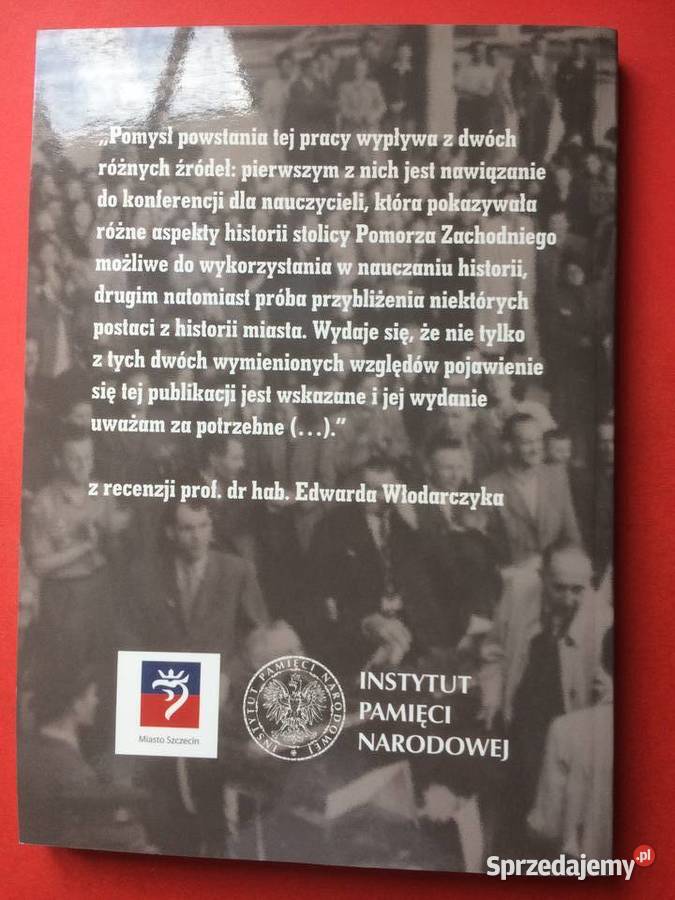 „Pomysł powstania tej pracy wypływa z dwóch
różnych źródeł: pierwszym z nich jest nawiązanie
do konferencji dla nauczycieli, która pokazywała
różne aspekty historii stolicy Pomorza Zachodniego
możliwe do wykorzystania w nauczaniu historii,
drugim natomiast próba przybliżenia niektórych
postaci z historii miasta. Wydaje się, że nie tylko
z tych dwóch wymienionych względów pojawienie
się tej publikacji jest wskazane i jej wydanie
uważam za potrzebne (…).”
z recenzji prof. dr hab. Edwarda Włodarczyka
Miasto Szczecin
INSTYTUT PAMIĘCI NARODOWEJ
INSTYTUT
PAMIĘCI
NARODOWEJ
Sprzedajemy.pl